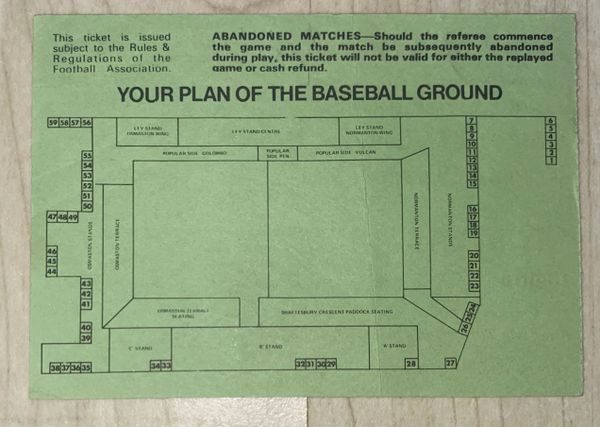 This ticket is issued
subject to the Rules &
Regulations of the
Football Association.
ABANDONED MATCHES—Should the referee commence
the game and the match be subsequently abandoned
during play, this ticket will not be valid for either the replayed
game or cash refund.
YOUR PLAN OF THE BASEBALL GROUND
59 58 57 56
LEY STAND
OSMASTON WING
LEY STAND CENTRE
LEY STAND
NORMANTON WING
POPULAR SIDE COLOMBO
POPULAR
SIDE PEN
POPULAR SIDE VULCAN
7
8
9
10
11
12
13
14
15
6
5
4
3
2
1
55
54
53
52
51
50
47 48 49
46
45
44
43
42
41
40
39
38 37 36 35
OSMASTON STANDS
OSMASTON TERRACE
NORMANTON TERRACE
NORMANTON STANDS
16
17
18
19
20
21
22
23
26 25 24
TERRACE
SEATING
SHAFTESBURY CRESCENT PADDOCK SEATING
'C' STAND
'B' STAND
'A' STAND
34 33
32 31 30 29
28
27